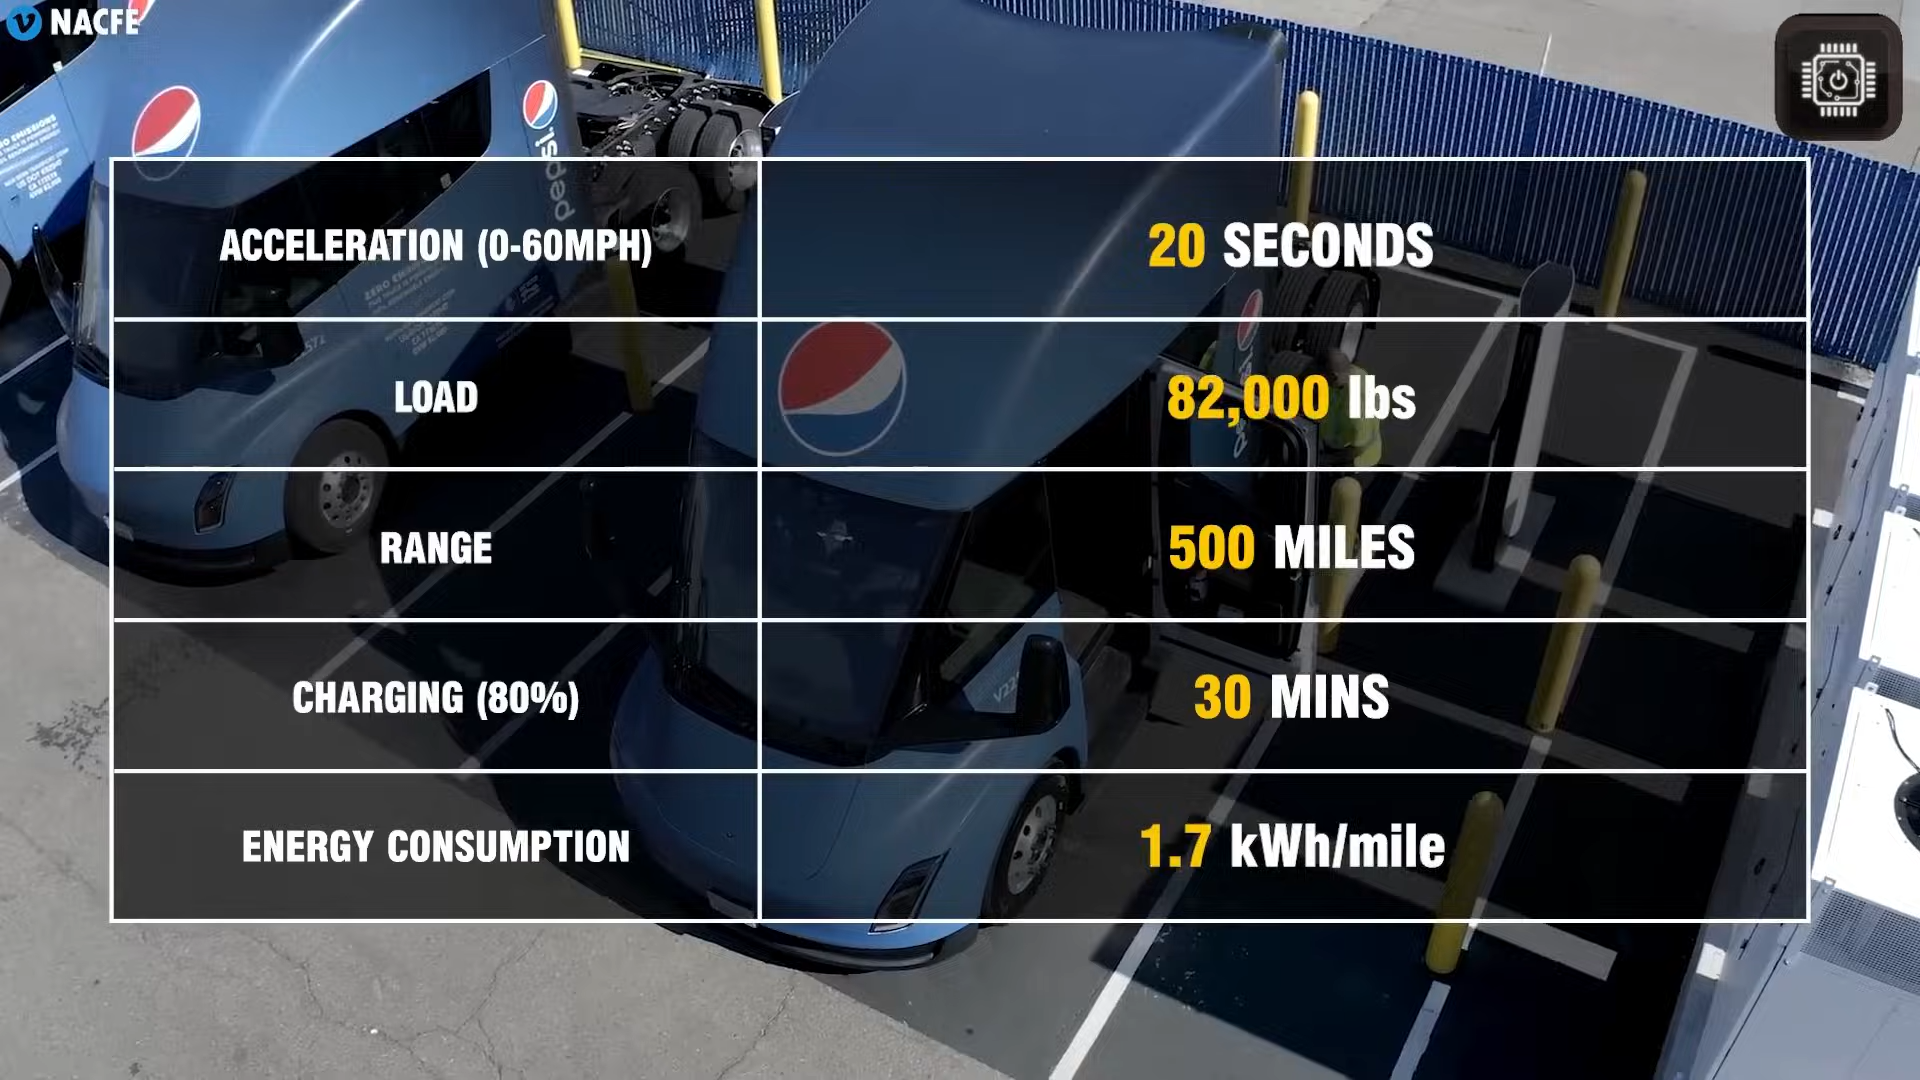 NACFE
pepsi
ACCELERATION (0-60MPH)
20 SECONDS
LOAD
82,000 lbs
RANGE
500 MILES
CHARGING (80%)
30 MINS
ENERGY CONSUMPTION
1.7 kWh/mile